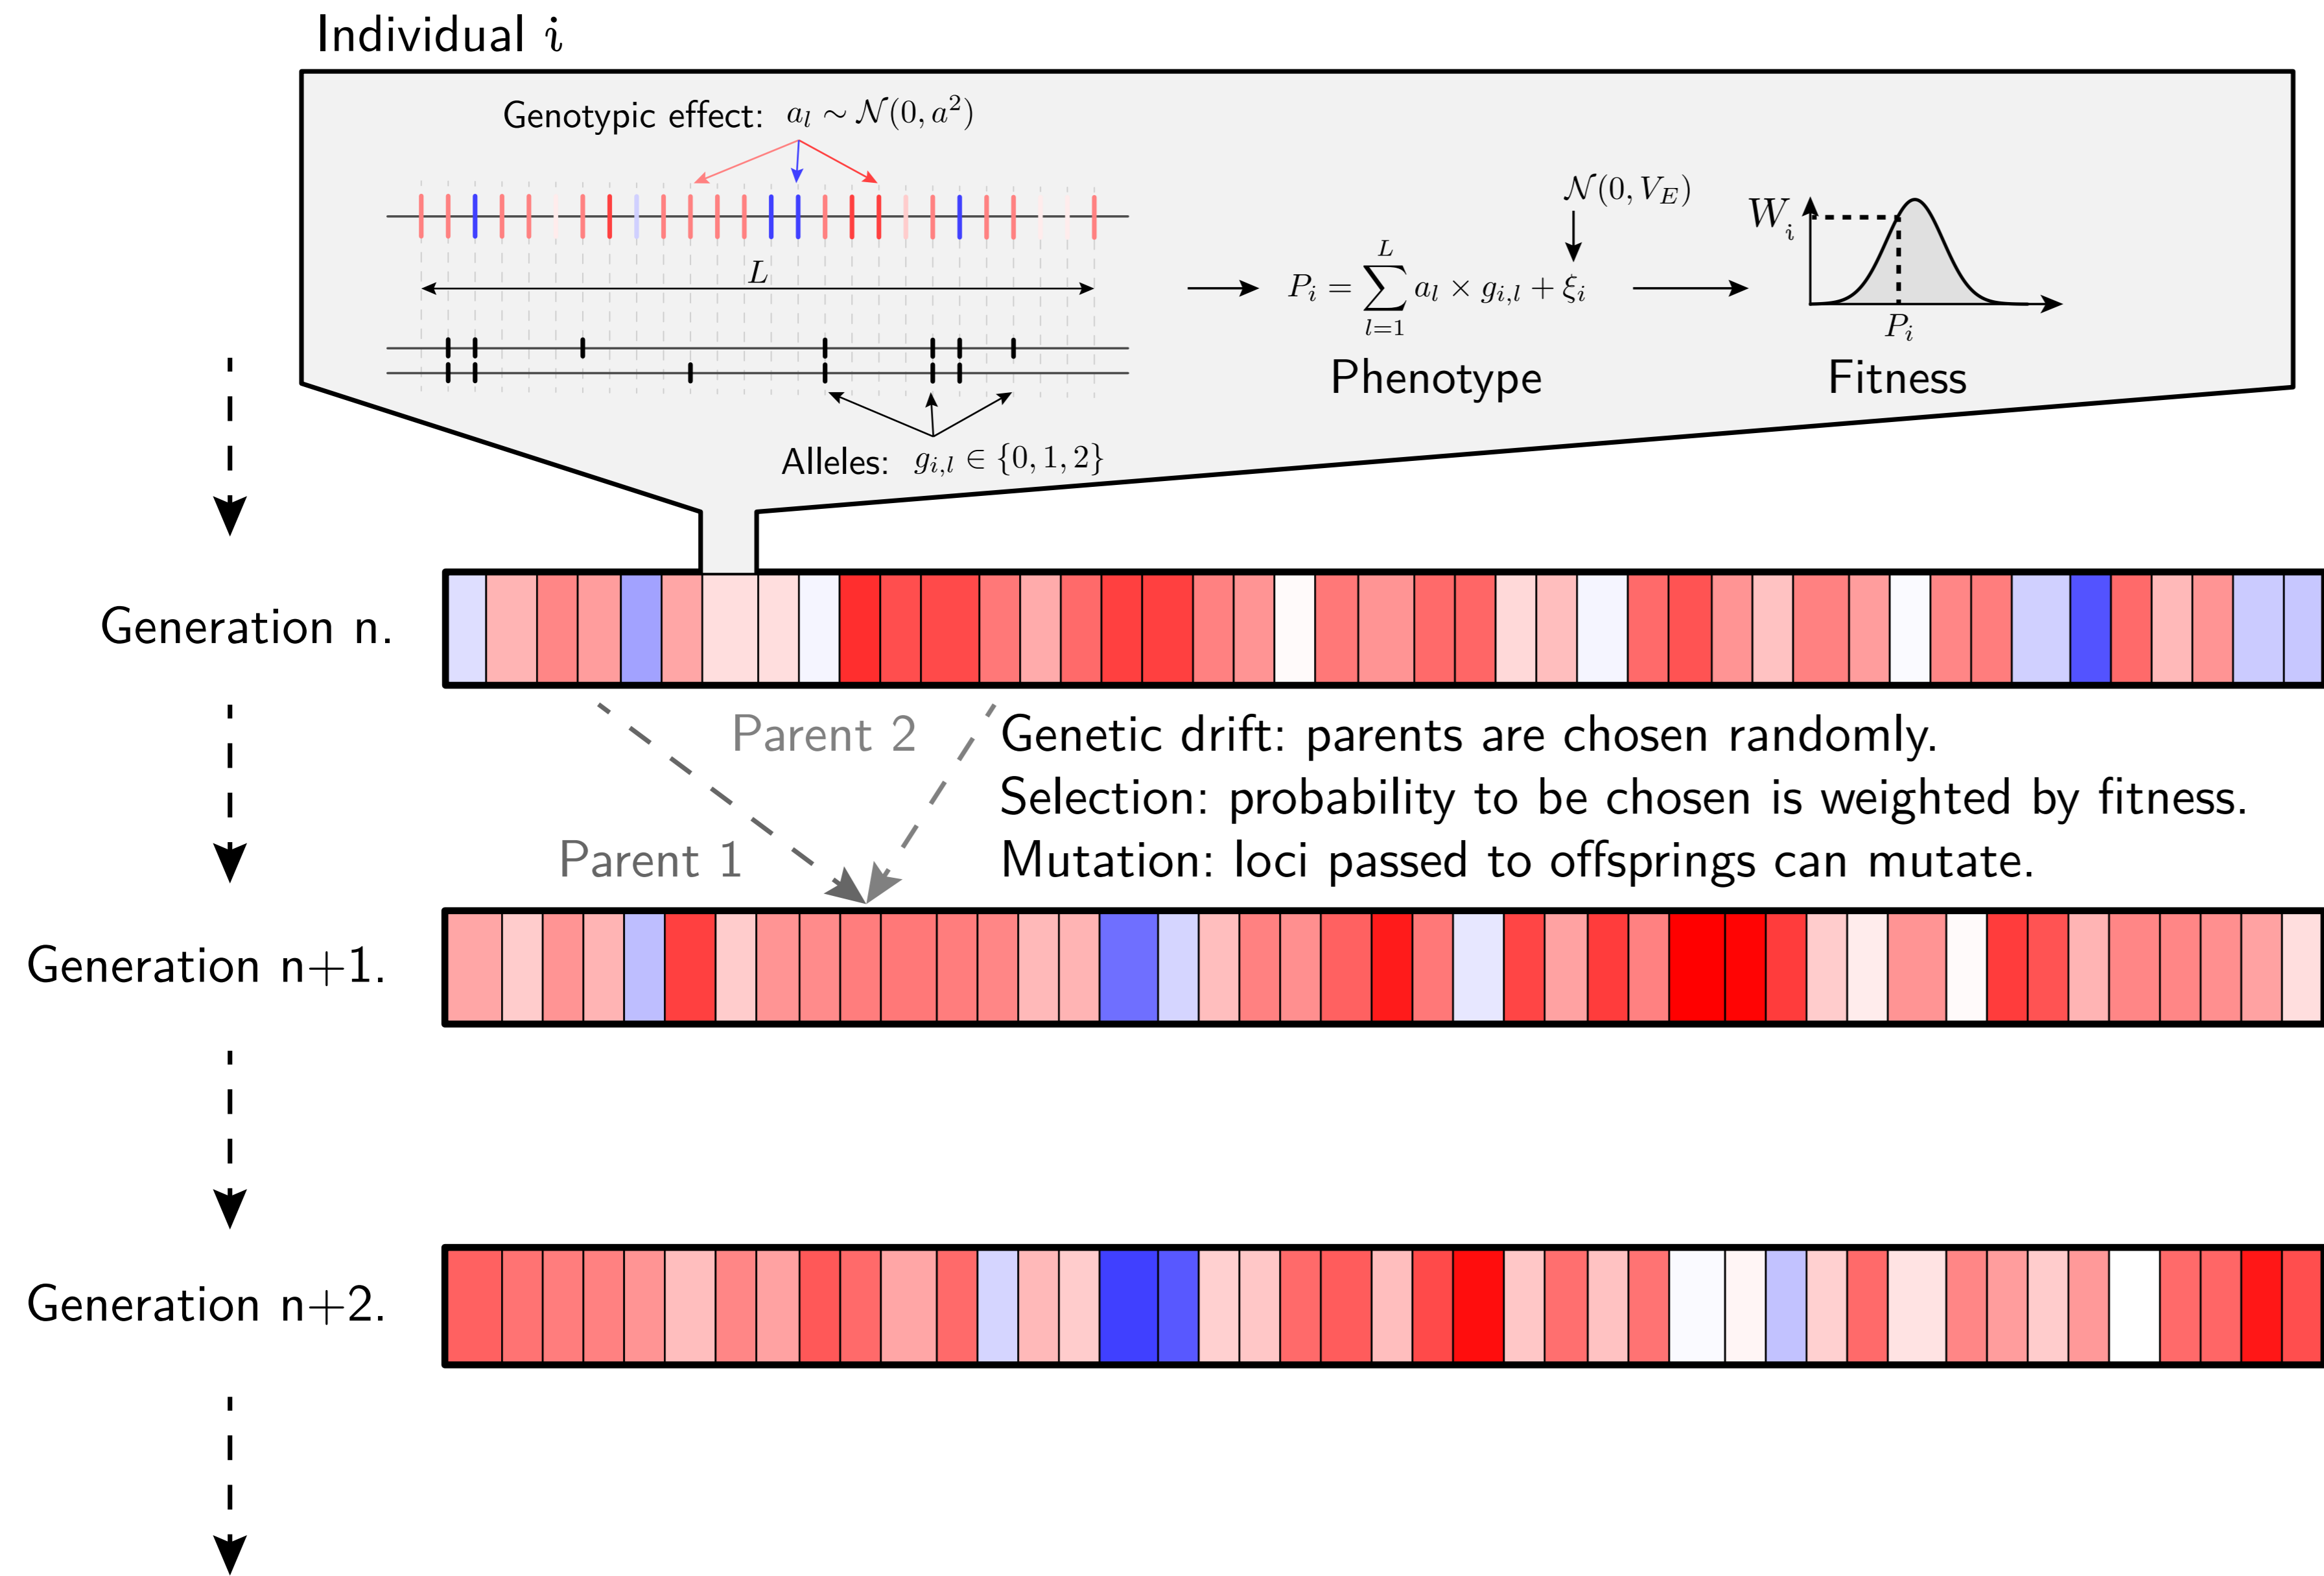 Individual i
Genotypic effect: a_l ∼ 𝒩(0, a²)
𝒩(0, V_E)
W_i
L
P_i = ∑_{l=1}^{L} a_l × g_{i,l} + ξ_i
P_i
Phenotype
Fitness
Alleles: g_{i,l} ∈ {0, 1, 2}
Generation n.
Parent 2
Genetic drift: parents are chosen randomly.
Selection: probability to be chosen is weighted by fitness.
Parent 1
Mutation: loci passed to offsprings can mutate.
Generation n+1.
Generation n+2.